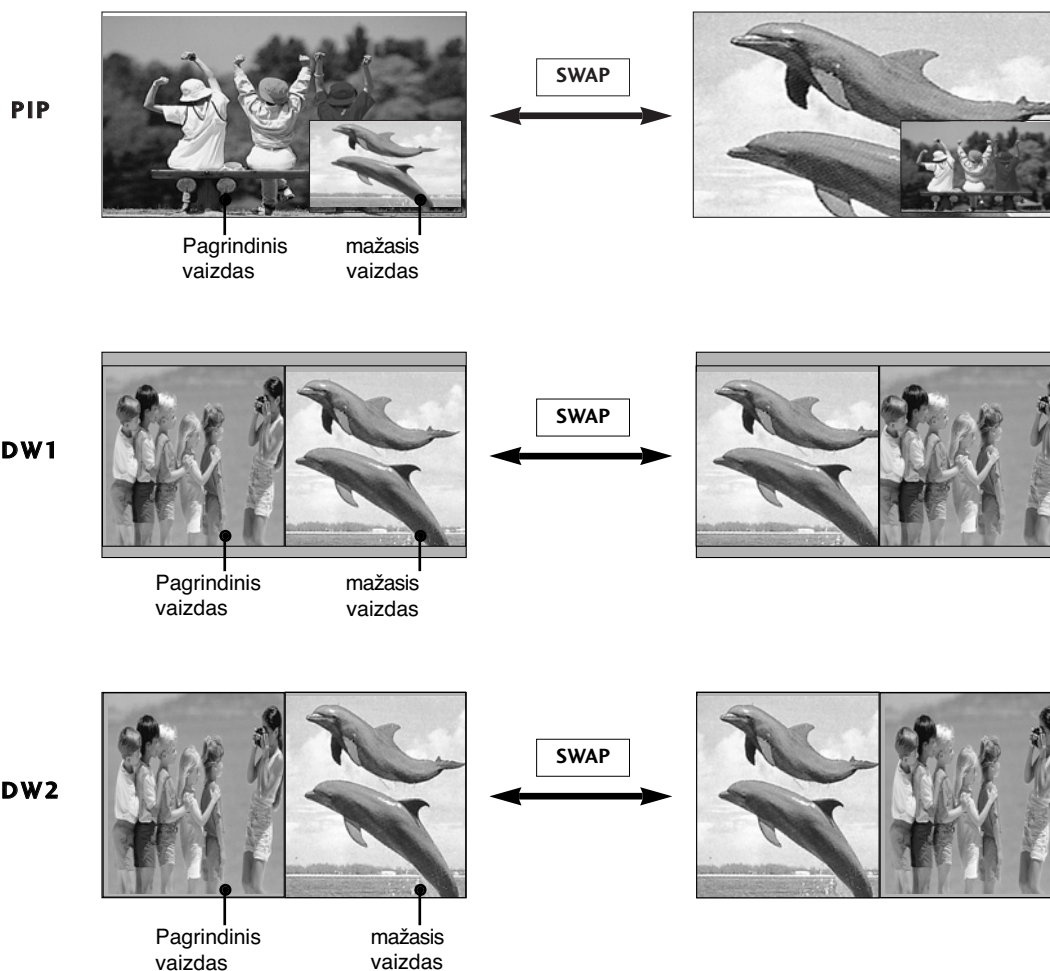 PIP
SWAP
Pagrindinis
vaizdas
mažasis
vaizdas
DW1
SWAP
Pagrindinis
vaizdas
mažasis
vaizdas
DW2
SWAP
Pagrindinis
vaizdas
mažasis
vaizdas